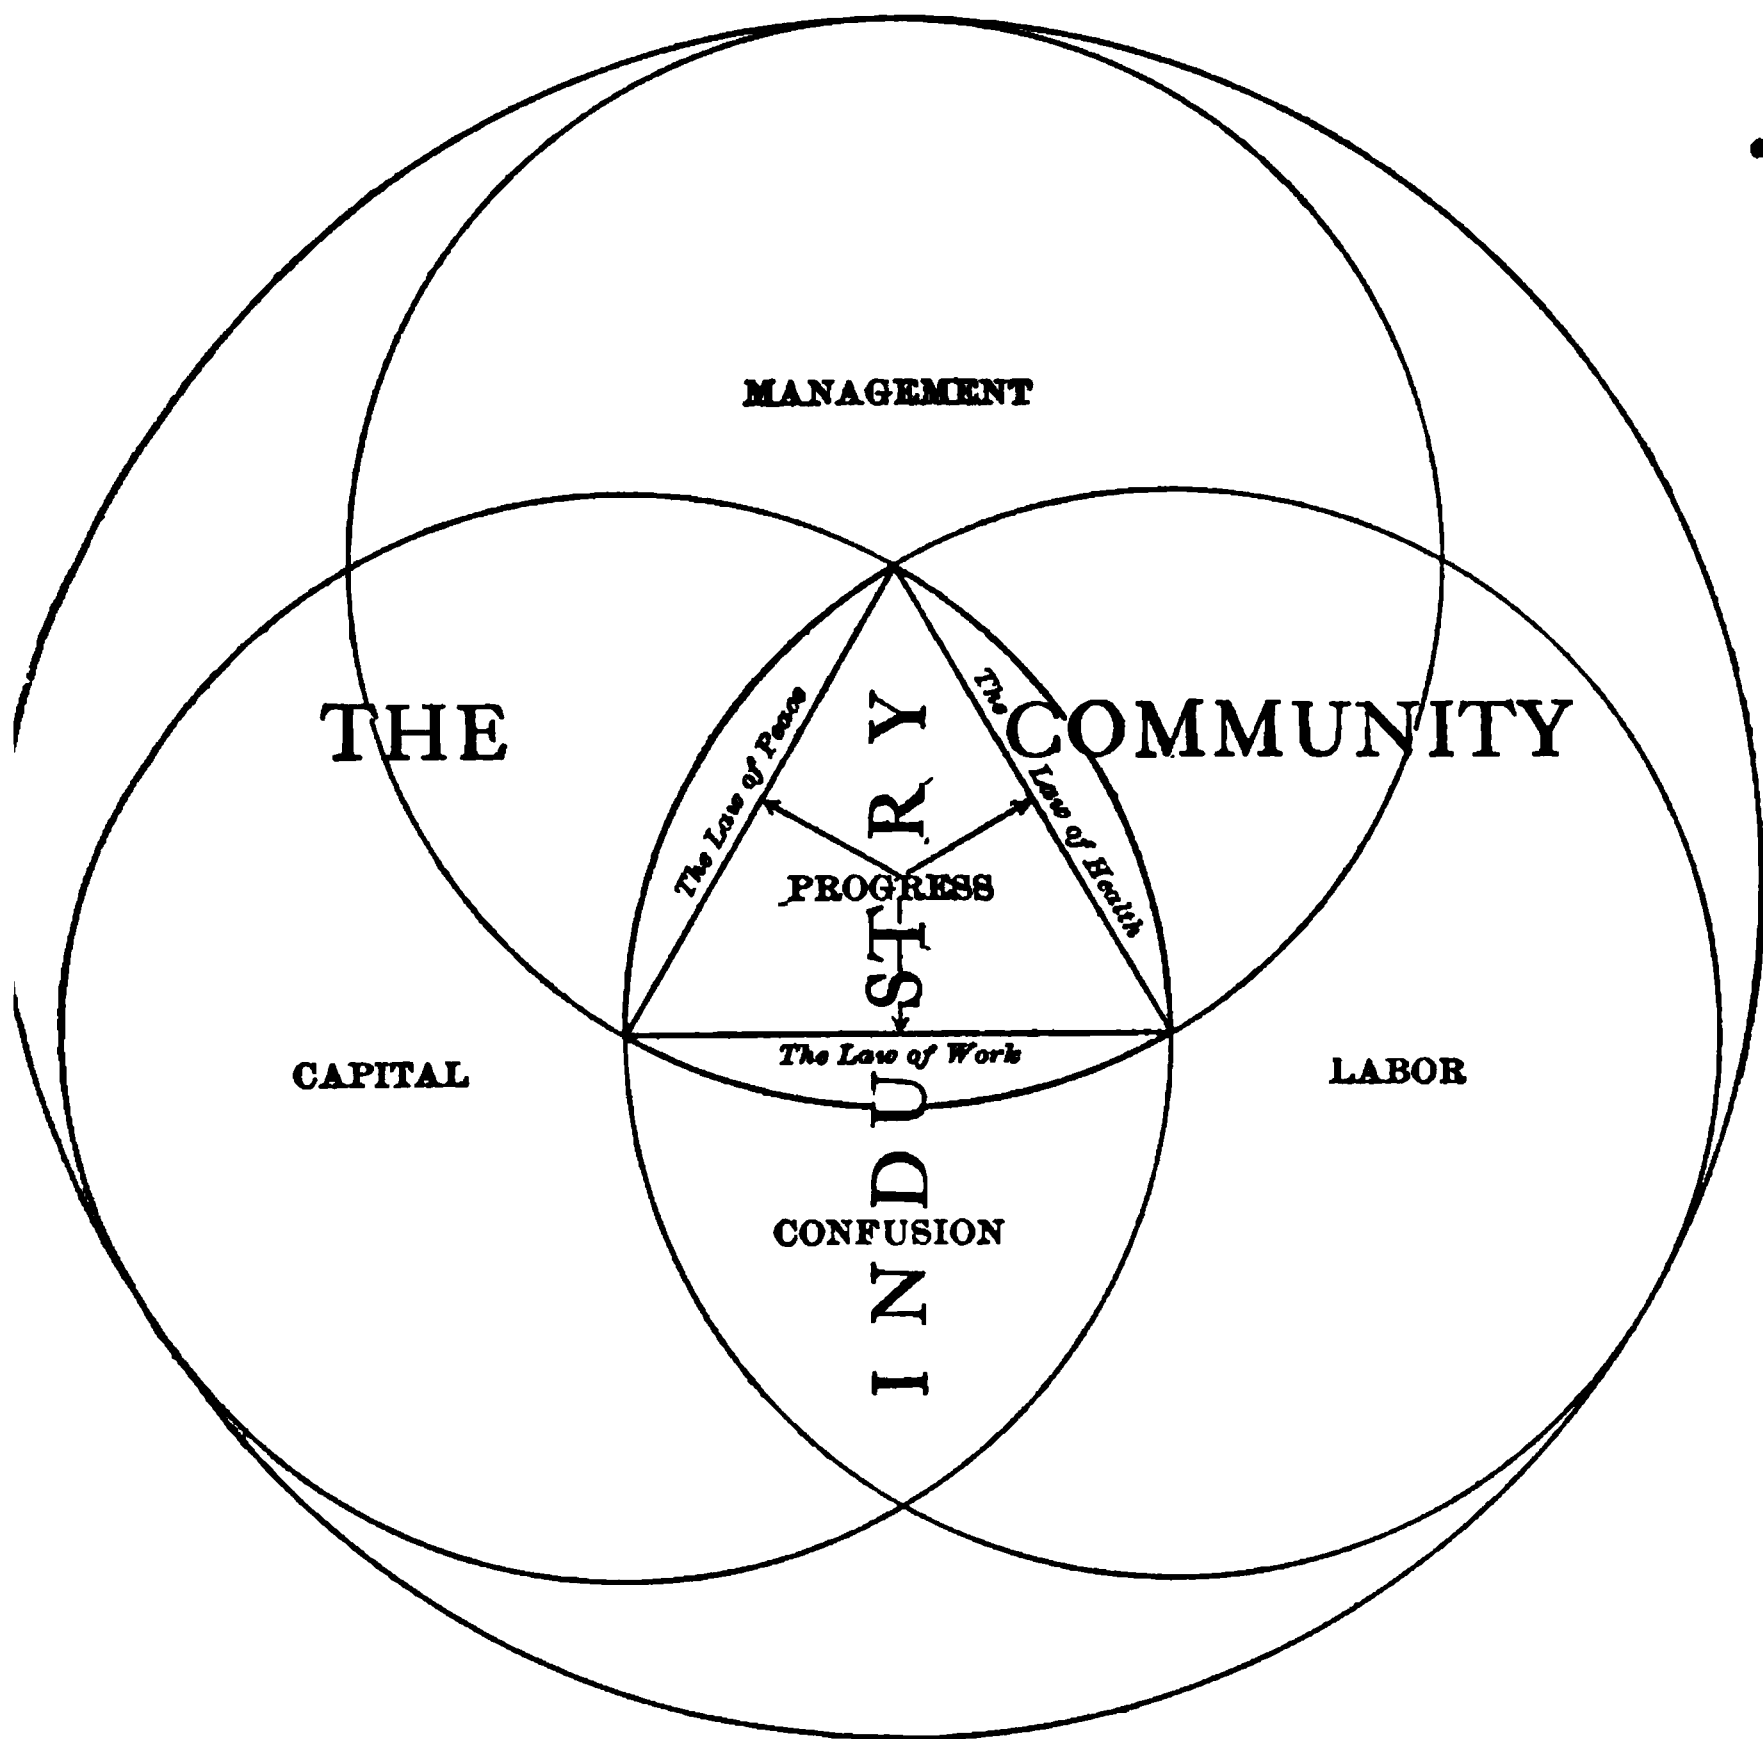 MANAGEMENT
THE COMMUNITY
The Law of Peace
The Law of Health
PROGRESS
The Law of Work
CAPITAL
LABOR
CONFUSION
INDUSTRY